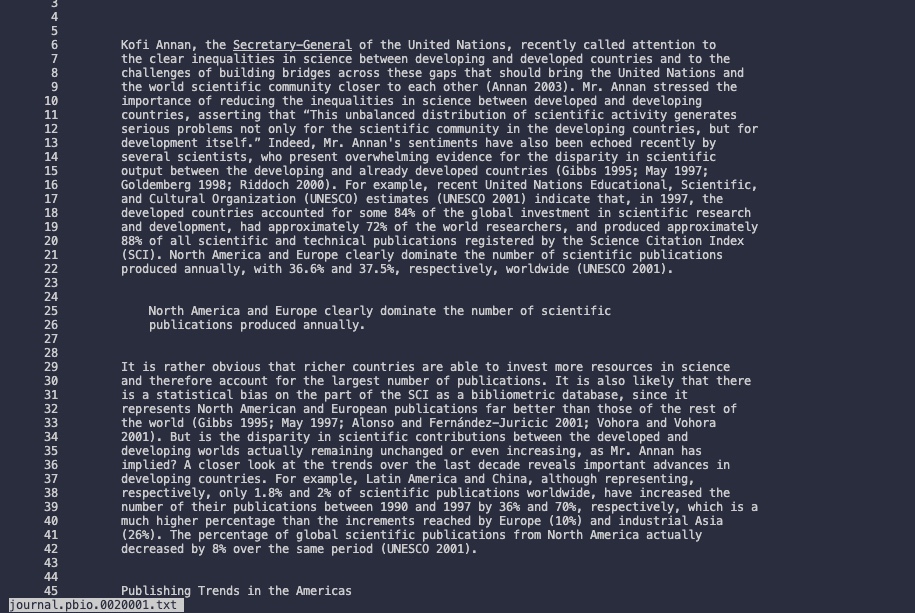 3
4
5
6 Kofi Annan, the Secretary-General of the United Nations, recently called attention to
7 the clear inequalities in science between developing and developed countries and to the
8 challenges of building bridges across these gaps that should bring the United Nations and
9 the world scientific community closer to each other (Annan 2003). Mr. Annan stressed the
10 importance of reducing the inequalities in science between developed and developing
11 countries, asserting that “This unbalanced distribution of scientific activity generates
12 serious problems not only for the scientific community in the developing countries, but for
13 development itself.” Indeed, Mr. Annan's sentiments have also been echoed recently by
14 several scientists, who present overwhelming evidence for the disparity in scientific
15 output between the developing and already developed countries (Gibbs 1995; May 1997;
16 Goldemberg 1998; Riddoch 2000). For example, recent United Nations Educational, Scientific,
17 and Cultural Organization (UNESCO) estimates (UNESCO 2001) indicate that, in 1997, the
18 developed countries accounted for some 84% of the global investment in scientific research
19 and development, had approximately 72% of the world researchers, and produced approximately
20 88% of all scientific and technical publications registered by the Science Citation Index
21 (SCI). North America and Europe clearly dominate the number of scientific publications
22 produced annually, with 36.6% and 37.5%, respectively, worldwide (UNESCO 2001).
23
24
25 North America and Europe clearly dominate the number of scientific
26 publications produced annually.
27
28
29 It is rather obvious that richer countries are able to invest more resources in science
30 and therefore account for the largest number of publications. It is also likely that there
31 is a statistical bias on the part of the SCI as a bibliometric database, since it
32 represents North American and European publications far better than those of the rest of
33 the world (Gibbs 1995; May 1997; Alonso and Fernández-Juricic 2001; Vohora and Vohora
34 2001). But is the disparity in scientific contributions between the developed and
35 developing worlds actually remaining unchanged or even increasing, as Mr. Annan has
36 implied? A closer look at the trends over the last decade reveals important advances in
37 developing countries. For example, Latin America and China, although representing,
38 respectively, only 1.8% and 2% of scientific publications worldwide, have increased the
39 number of their publications between 1990 and 1997 by 36% and 70%, respectively, which is a
40 much higher percentage than the increments reached by Europe (10%) and industrial Asia
41 (26%). The percentage of global scientific publications from North America actually
42 decreased by 8% over the same period (UNESCO 2001).
43
44
45 Publishing Trends in the Americas
journal.pbio.0020001.txt